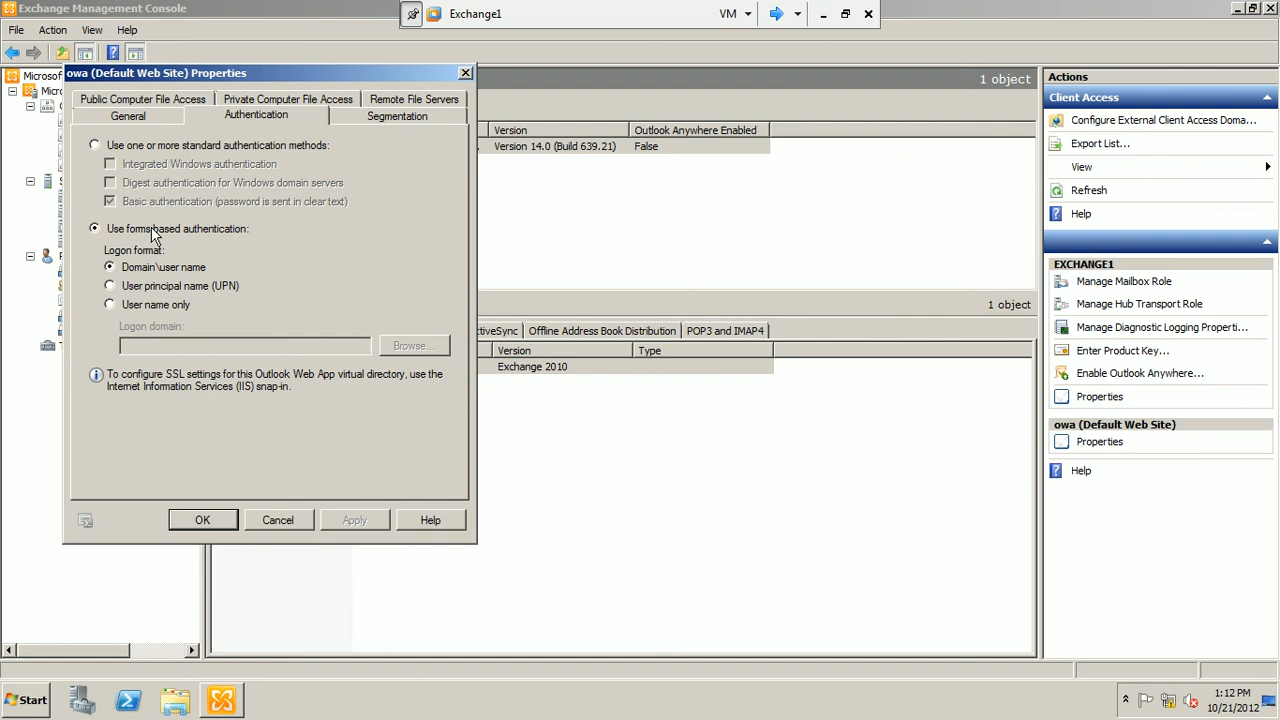 Exchange Management Console
Exchange1
VM
File Action View Help
owa (Default Web Site) Properties
Public Computer File Access Private Computer File Access Remote File Servers
General Authentication Segmentation
Use one or more standard authentication methods:
Integrated Windows authentication
Digest authentication for Windows domain servers
Basic authentication (password is sent in clear text)
Use forms-based authentication:
Logon format:
Domain\user name
User principal name (UPN)
User name only
Logon domain:
Browse...
To configure SSL settings for this Outlook Web App virtual directory, use the
Internet Information Services (IIS) snap-in.
OK Cancel Apply Help
1 object
Version Outlook Anywhere Enabled
Version 14.0 (Build 639.21) False
1 object
Offline Address Book Distribution POP3 and IMAP4
Version Type
Exchange 2010
Actions
Client Access
Configure External Client Access Doma...
Export List...
View
Refresh
Help
EXCHANGE1
Manage Mailbox Role
Manage Hub Transport Role
Manage Diagnostic Logging Properti...
Enter Product Key...
Enable Outlook Anywhere...
Properties
owa (Default Web Site)
Properties
Help
Start
1:12 PM
10/21/2012